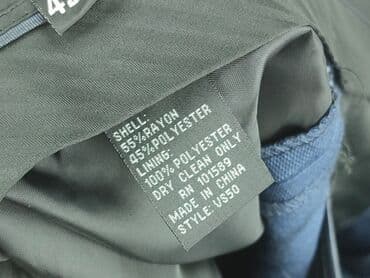 SHELL:
55%RAYON
45%POLYESTER
LINING:
100%POLYESTER
DRY CLEAN ONLY
RN 101589
MADE IN CHINA
STYLE:VS50